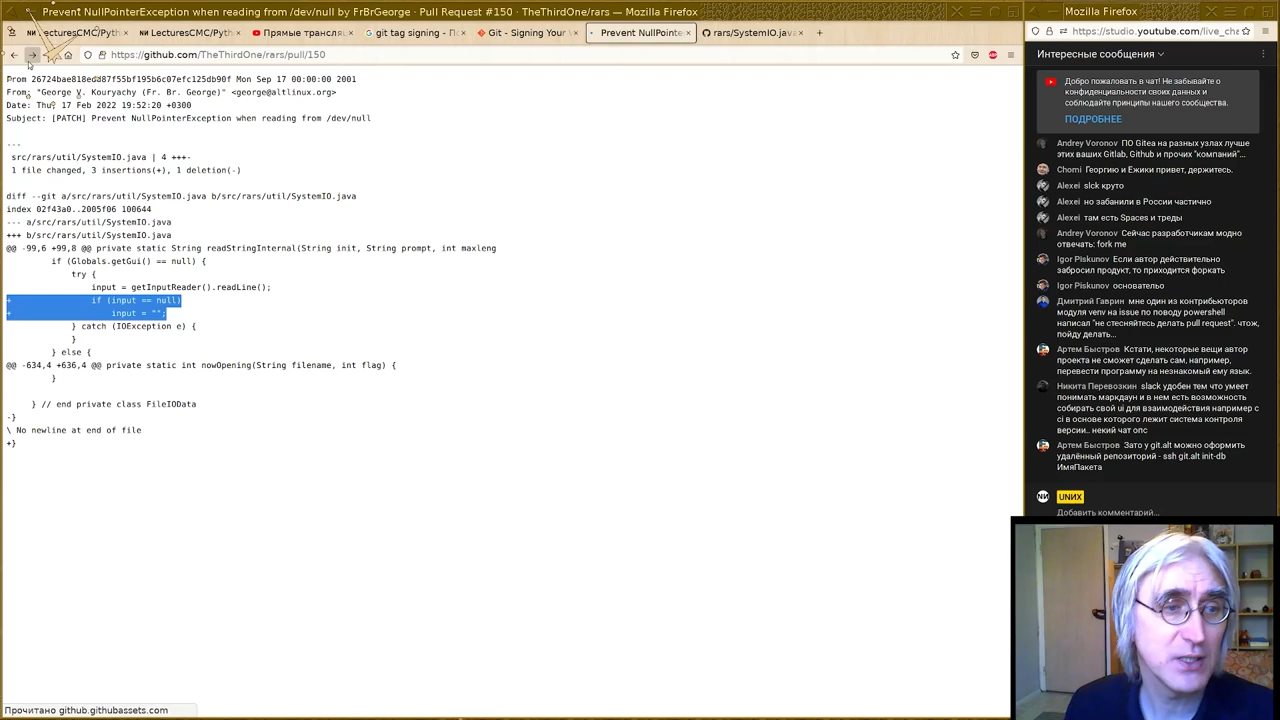 Prevent NullPointerException when reading from /dev/null by FrBrGeorge · Pull Request #150 · TheThirdOne/rars — Mozilla Firefox
Mozilla Firefox
LecturesCMC/Pyth
LecturesCMC/Pyth
Прямые трансляц
git tag signing - По
Git - Signing Your W
Prevent NullPointe
rars/SystemIO.java
https://studio.youtube.com/live_cha
https://github.com/TheThirdOne/rars/pull/150
Интересные сообщения
From: "George V. Kouryachy (Fr. Br. George)" <george@altlinux.org>
Date: Thu, 17 Feb 2022 19:52:20 +0300
Subject: [PATCH] Prevent NullPointerException when reading from /dev/null
---
src/rars/util/SystemIO.java | 4 +++-
1 file changed, 3 insertions(+), 1 deletion(-)
diff --git a/src/rars/util/SystemIO.java b/src/rars/util/SystemIO.java
index 02f43a0..2005f06 100644
--- a/src/rars/util/SystemIO.java
+++ b/src/rars/util/SystemIO.java
@@ -99,6 +99,8 @@ private static String readStringInternal(String init, String prompt, int maxleng
if (Globals.getGui() == null) {
try {
input = getInputReader().readLine();
+ if (input == null)
+ input = "";
} catch (IOException e) {
}
} else {
@@ -634,4 +636,4 @@ private static int nowOpening(String filename, int flag) {
}
} // end private class FileIOData
-}
\ No newline at end of file
+}
Прочитано github.githubassets.com
Добро пожаловать в чат! Не забывайте о
конфиденциальности своих данных и
соблюдайте принципы нашего сообщества.
ПОДРОБНЕЕ
Andrey Voronov ПО Gitea на разных узлах лучше
этих ваших Gitlab, Github и прочих "компаний"...
Chomi Георгию и Ежики привет, держитесь.
Alexei slck круто
Alexei но забанили в России частично
Alexei там есть Spaces и треды
Andrey Voronov Сейчас разработчикам модно
отвечать: fork me
Igor Piskunov Если автор действительно
забросил продукт, то приходится форкать
Igor Piskunov основательо
Дмитрий Гаврин мне один из контрибьюторов
модуля venv на issue по поводу powershell
написал "не стесняйтесь делать pull request". чтож,
пойду делать...
Артем Быстров Кстати, некоторые вещи автор
проекта не сможет сделать сам, например,
перевести программу на незнакомый ему язык.
Никита Перевозкин slack удобен тем что умеет
понимать маркдаун и в нем есть возможность
собирать свой ui для взаимодействия например с
ci в основе которого лежит система контроля
версии.. некий чат опс
Артем Быстров Зато у git.alt можно оформить
удалённый репозиторий - ssh git.alt init-db
ИмяПакета
UNИX
Добавить комментарий...